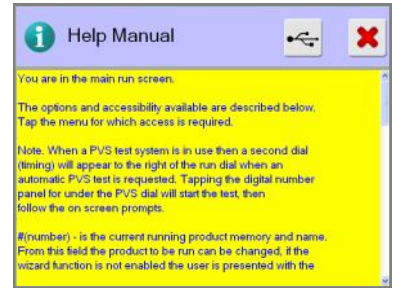 Help Manual
You are in the main run screen.
The options and accessibility available are described below.
Tap the menu for which access is required.
Note. When a PVS test system is in use then a second dial
(timing) will appear to the right of the run dial when an
automatic PVS test is requested. Tapping the digital number
panel for under the PVS dial will start the test, then
follow the on screen prompts.
#(number) - is the current running product memory and name.
From this field the product to be run can be changed, if the
wizard function is not enabled the user is presented with the